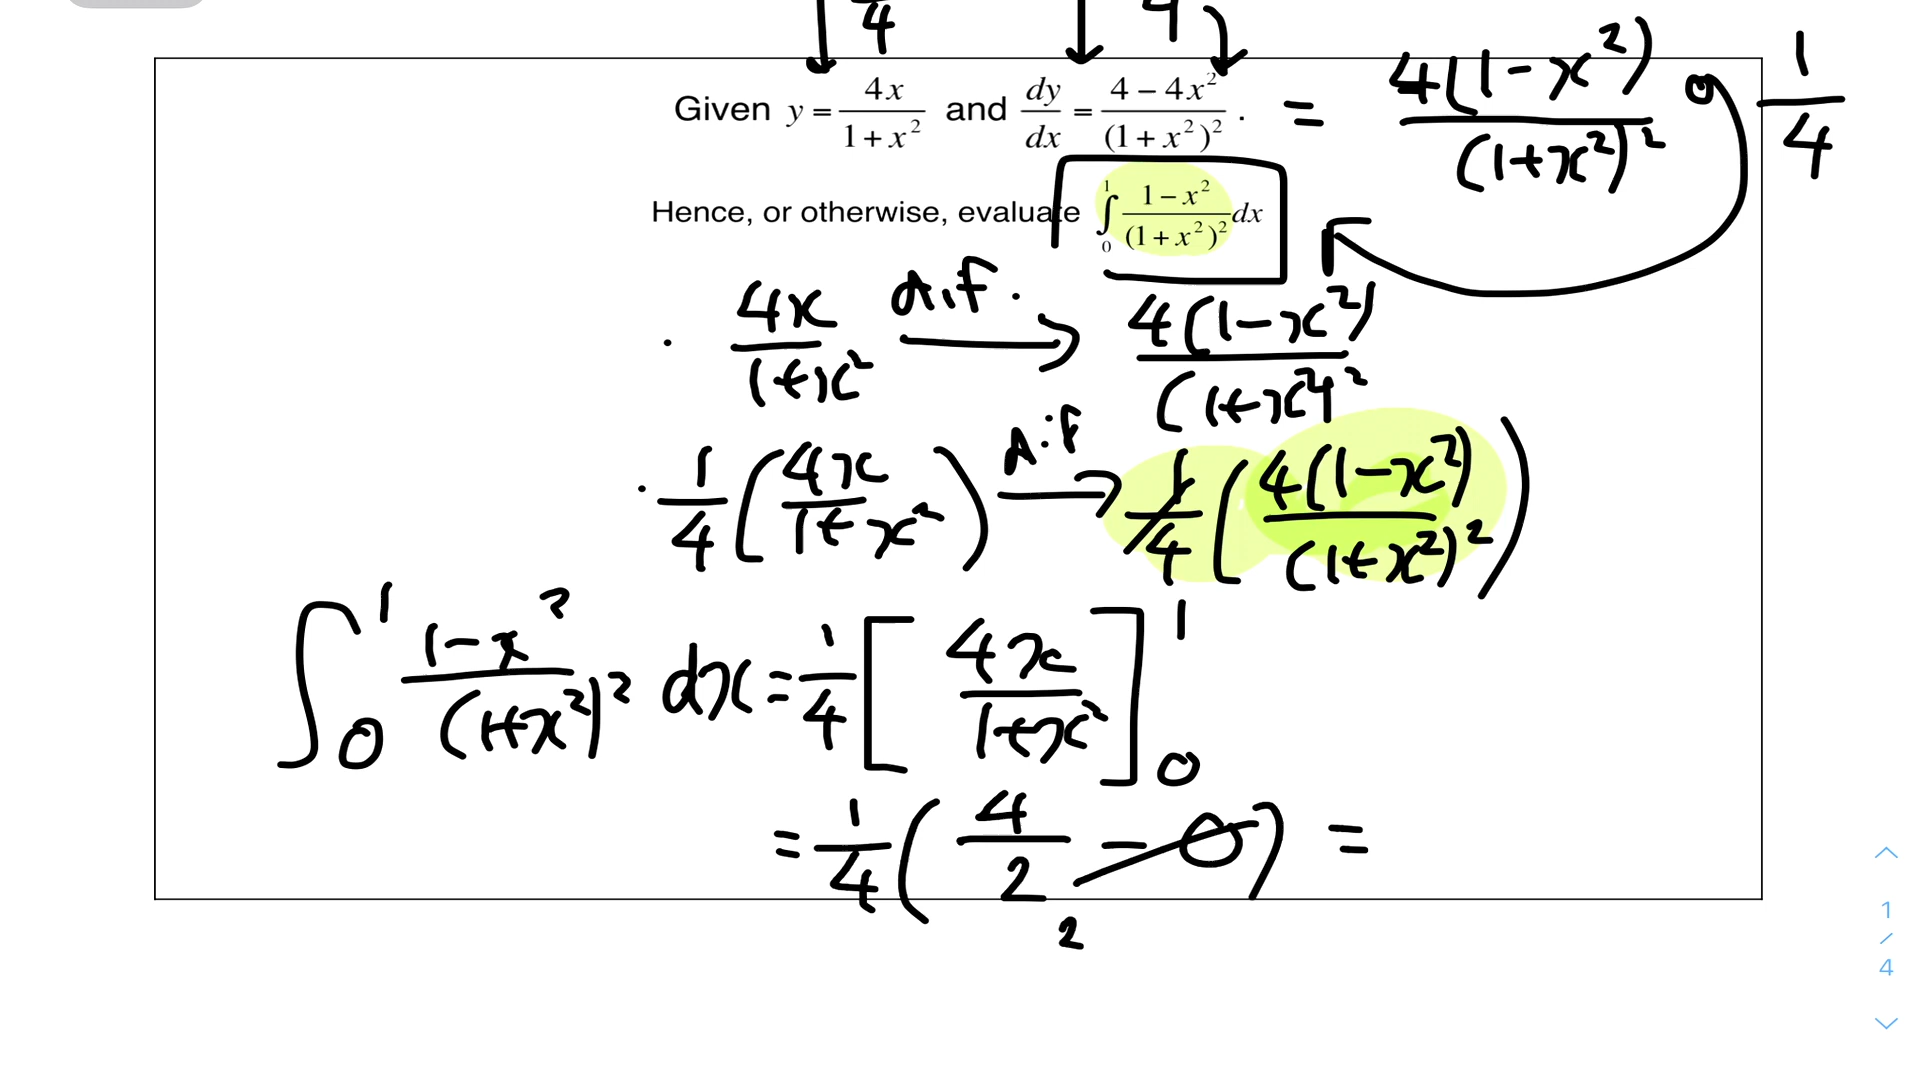 4 4
Given y = 4x / 1 + x² and dy/dx = 4 − 4x² / (1 + x²)² . = 4(1-x²) / (1+x²)² 1/4
Hence, or otherwise, evaluate ∫₀¹ 1 − x² / (1 + x²)² dx
· 4x / 1+x² → 4(1-x²) / (1+x²)²
· 1/4 ( 4x / 1+x² ) → 1/4 ( 4(1-x²) / (1+x²)² )
∫₀¹ 1-x² / (1+x²)² dx = 1/4 [ 4x / 1+x² ]₀¹
= 1/4 ( 4/2 - 0 ) =
2
1
/
4